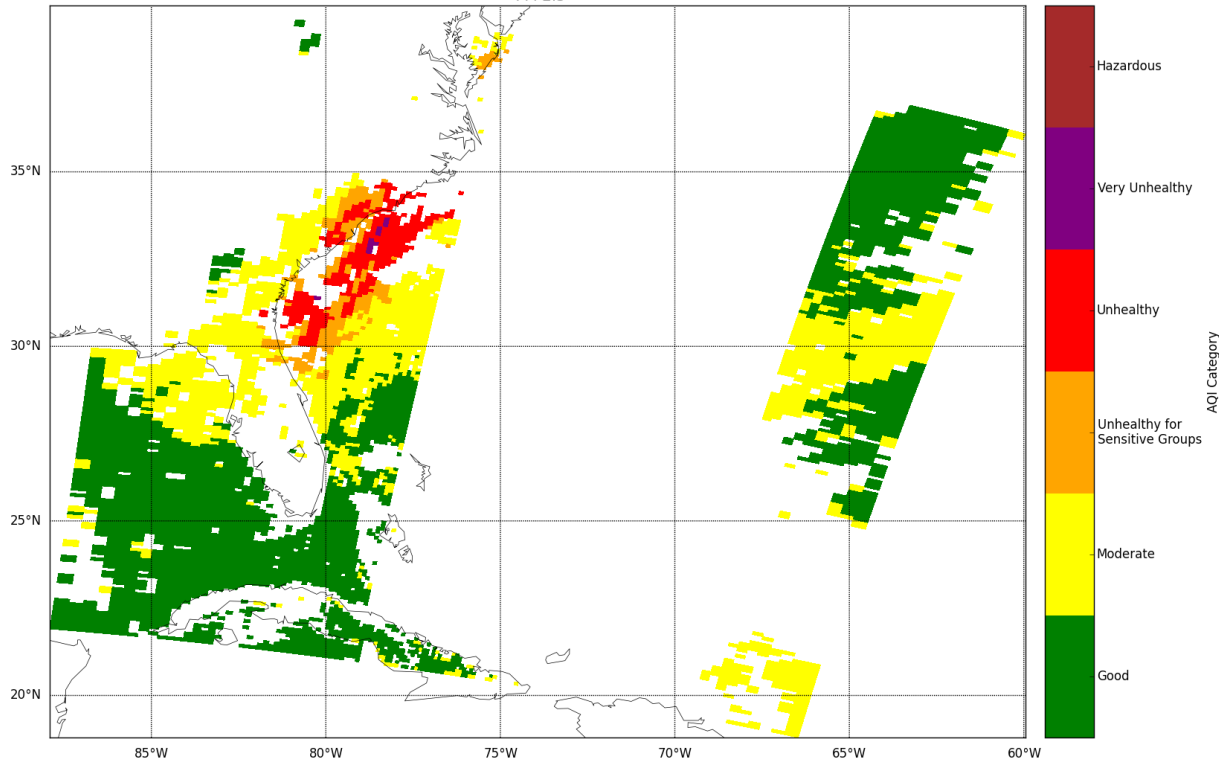 35°N
30°N
25°N
20°N
85°W
80°W
75°W
70°W
65°W
60°W
Hazardous
Very Unhealthy
Unhealthy
Unhealthy for
Sensitive Groups
Moderate
Good
AQI Category